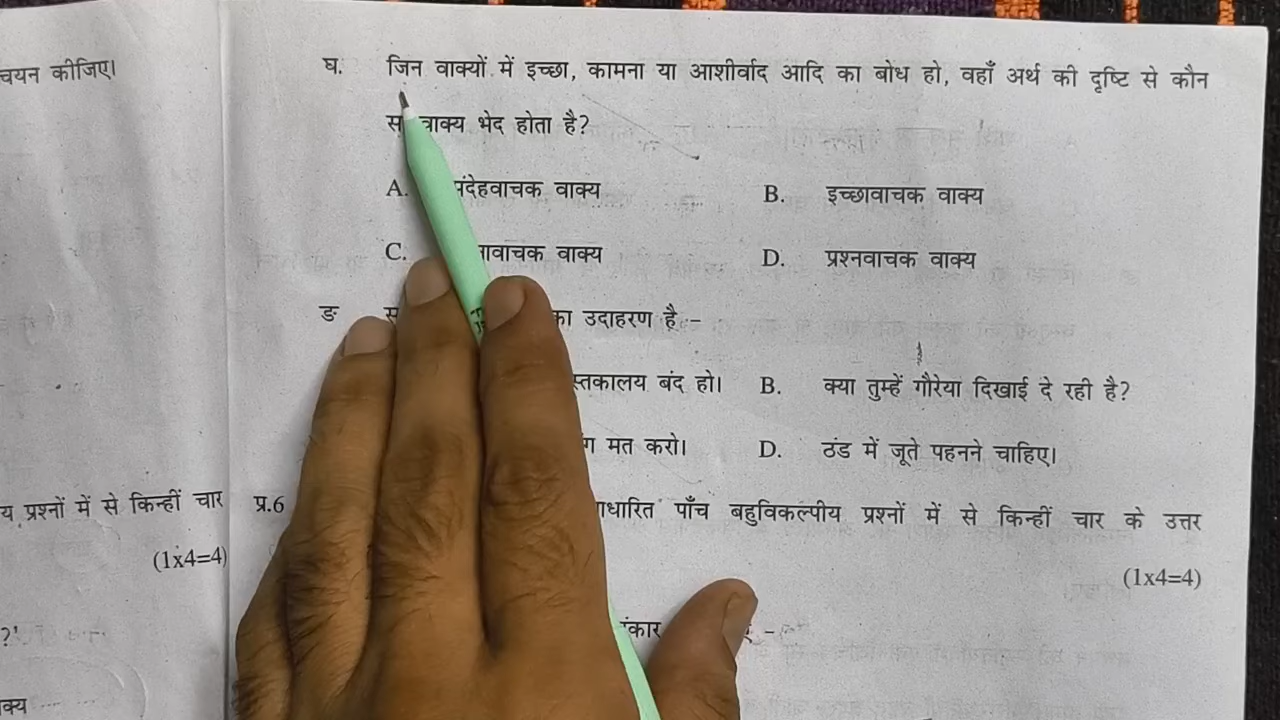 चयन कीजिए।
य प्रश्नों में से किन्हीं चार
(1x4=4)
?'
क्य
घ. जिन वाक्यों में इच्छा, कामना या आशीर्वाद आदि का बोध हो, वहाँ अर्थ की दृष्टि से कौन
वाक्य भेद होता है?
A. संदेहवाचक वाक्य B. इच्छावाचक वाक्य
C. वाचक वाक्य D. प्रश्नवाचक वाक्य
ङ का उदाहरण है –
स्तकालय बंद हो। B. क्या तुम्हें गौरेया दिखाई दे रही है?
मत करो। D. ठंड में जूते पहनने चाहिए।
प्र.6 ाधारित पाँच बहुविकल्पीय प्रश्नों में से किन्हीं चार के उत्तर
(1x4=4)